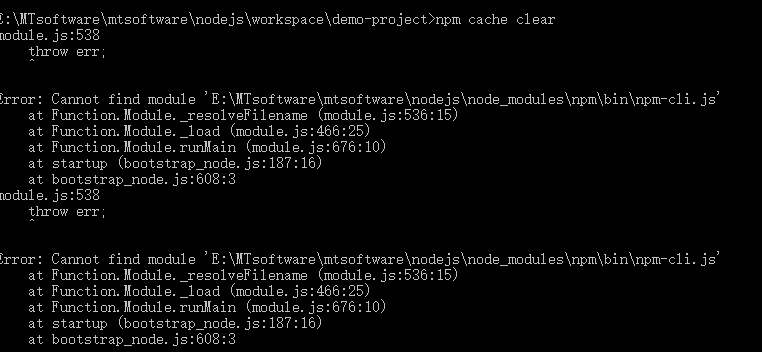 E:\MTsoftware\mtsoftware\nodejs\workspace\demo-project>npm cache clear
module.js:538
    throw err;
    ^
Error: Cannot find module 'E:\MTsoftware\mtsoftware\nodejs\node_modules\npm\bin\npm-cli.js'
    at Function.Module._resolveFilename (module.js:536:15)
    at Function.Module._load (module.js:466:25)
    at Function.Module.runMain (module.js:676:10)
    at startup (bootstrap_node.js:187:16)
    at bootstrap_node.js:608:3
module.js:538
    throw err;
    ^
Error: Cannot find module 'E:\MTsoftware\mtsoftware\nodejs\node_modules\npm\bin\npm-cli.js'
    at Function.Module._resolveFilename (module.js:536:15)
    at Function.Module._load (module.js:466:25)
    at Function.Module.runMain (module.js:676:10)
    at startup (bootstrap_node.js:187:16)
    at bootstrap_node.js:608:3